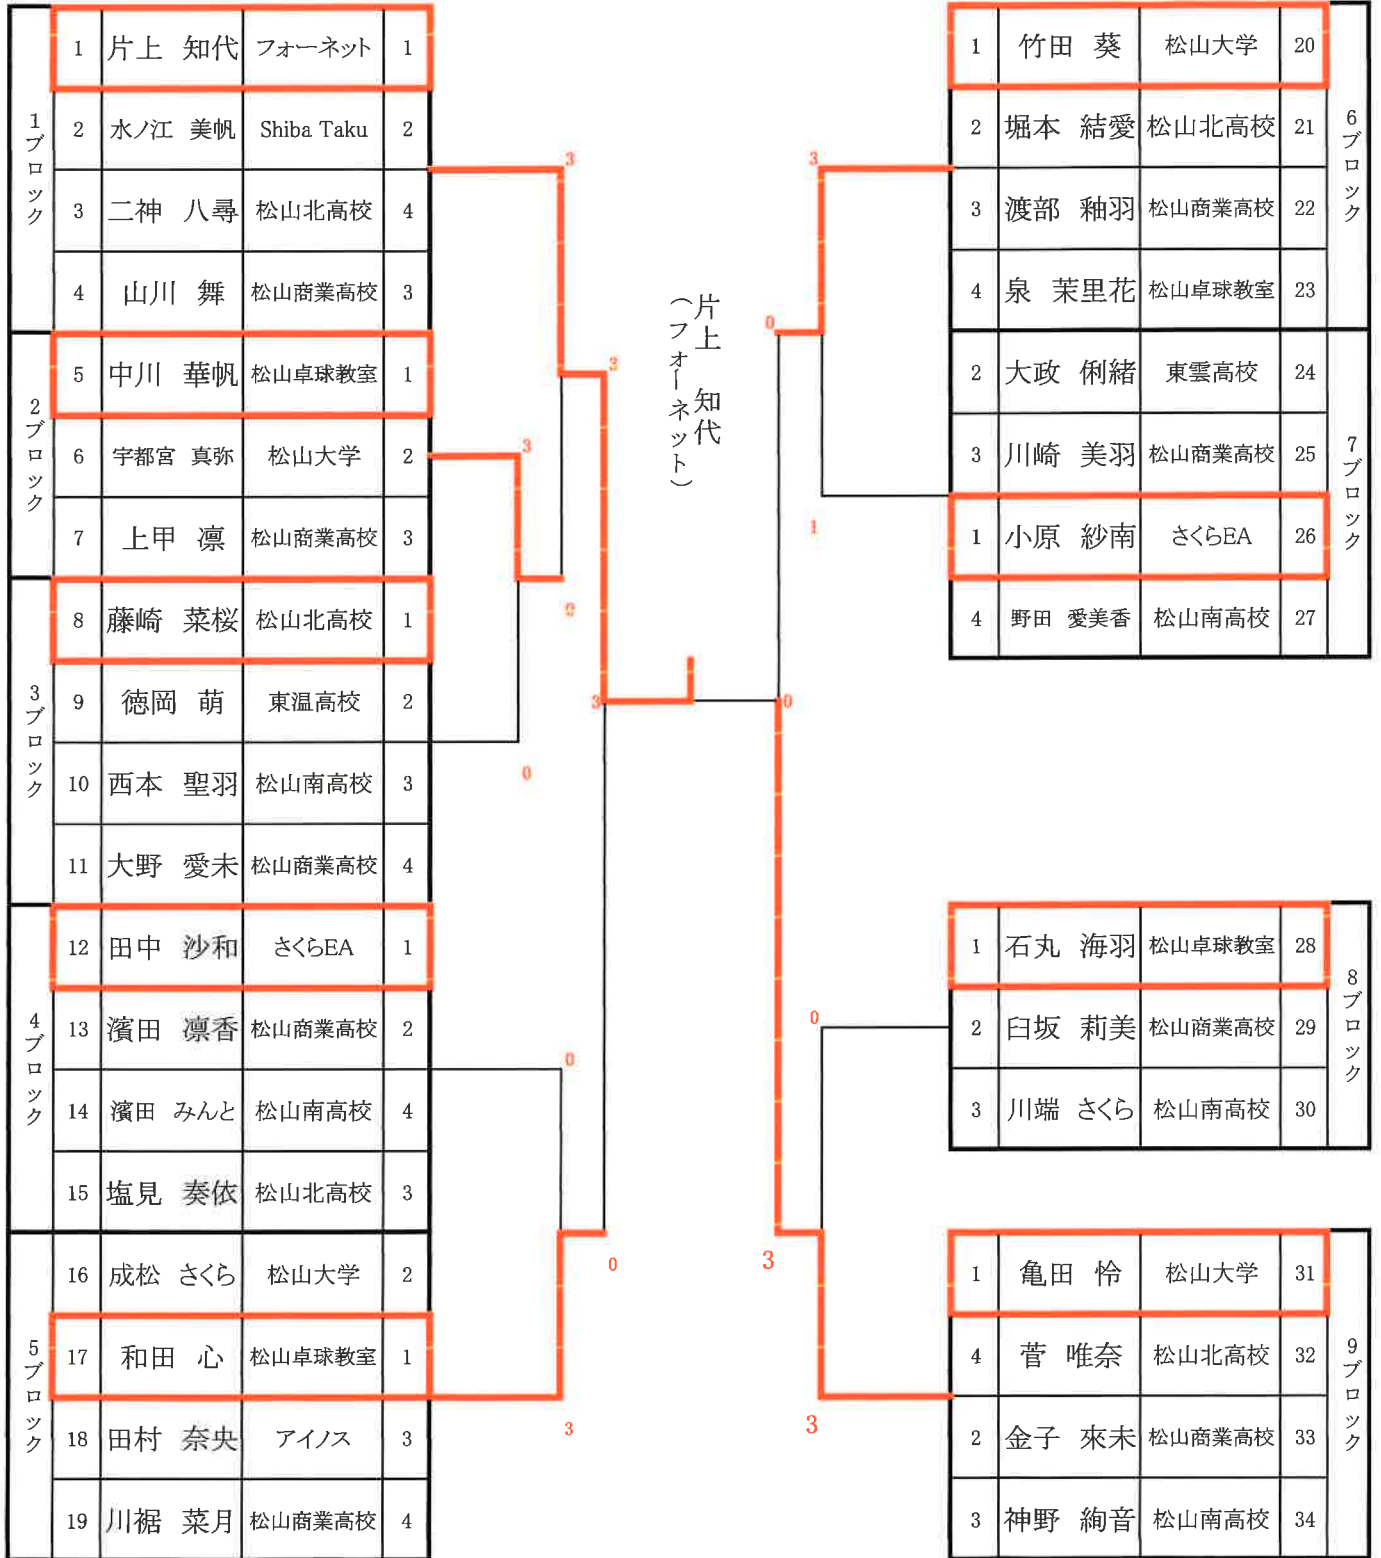 1ブロック
1 片上 知代 フォーネット 1
2 水ノ江 美帆 Shiba Taku 2
3 二神 八尋 松山北高校 4
4 山川 舞 松山商業高校 3
2ブロック
5 中川 華帆 松山卓球教室 1
6 宇都宮 真弥 松山大学 2
7 上甲 凛 松山商業高校 3
3ブロック
8 藤崎 菜桜 松山北高校 1
9 徳岡 萌 東温高校 2
10 西本 聖羽 松山南高校 3
11 大野 愛未 松山商業高校 4
4ブロック
12 田中 沙和 さくらEA 1
13 濱田 凛香 松山商業高校 2
14 濱田 みんと 松山南高校 4
15 塩見 奏依 松山北高校 3
5ブロック
16 成松 さくら 松山大学 2
17 和田 心 松山卓球教室 1
18 田村 奈央 アイノス 3
19 川裾 菜月 松山商業高校 4
3
3
3
0
0
3
0
3
0
片上 知代
(フォーネット)
3
0
1
0
0
3
3
6ブロック
1 竹田 葵 松山大学 20
2 堀本 結愛 松山北高校 21
3 渡部 釉羽 松山商業高校 22
4 泉 茉里花 松山卓球教室 23
7ブロック
2 大政 俐緒 東雲高校 24
3 川崎 美羽 松山商業高校 25
1 小原 紗南 さくらEA 26
4 野田 愛美香 松山南高校 27
8ブロック
1 石丸 海羽 松山卓球教室 28
2 臼坂 莉美 松山商業高校 29
3 川端 さくら 松山南高校 30
9ブロック
1 亀田 怜 松山大学 31
4 菅 唯奈 松山北高校 32
2 金子 來未 松山商業高校 33
3 神野 絢音 松山南高校 34